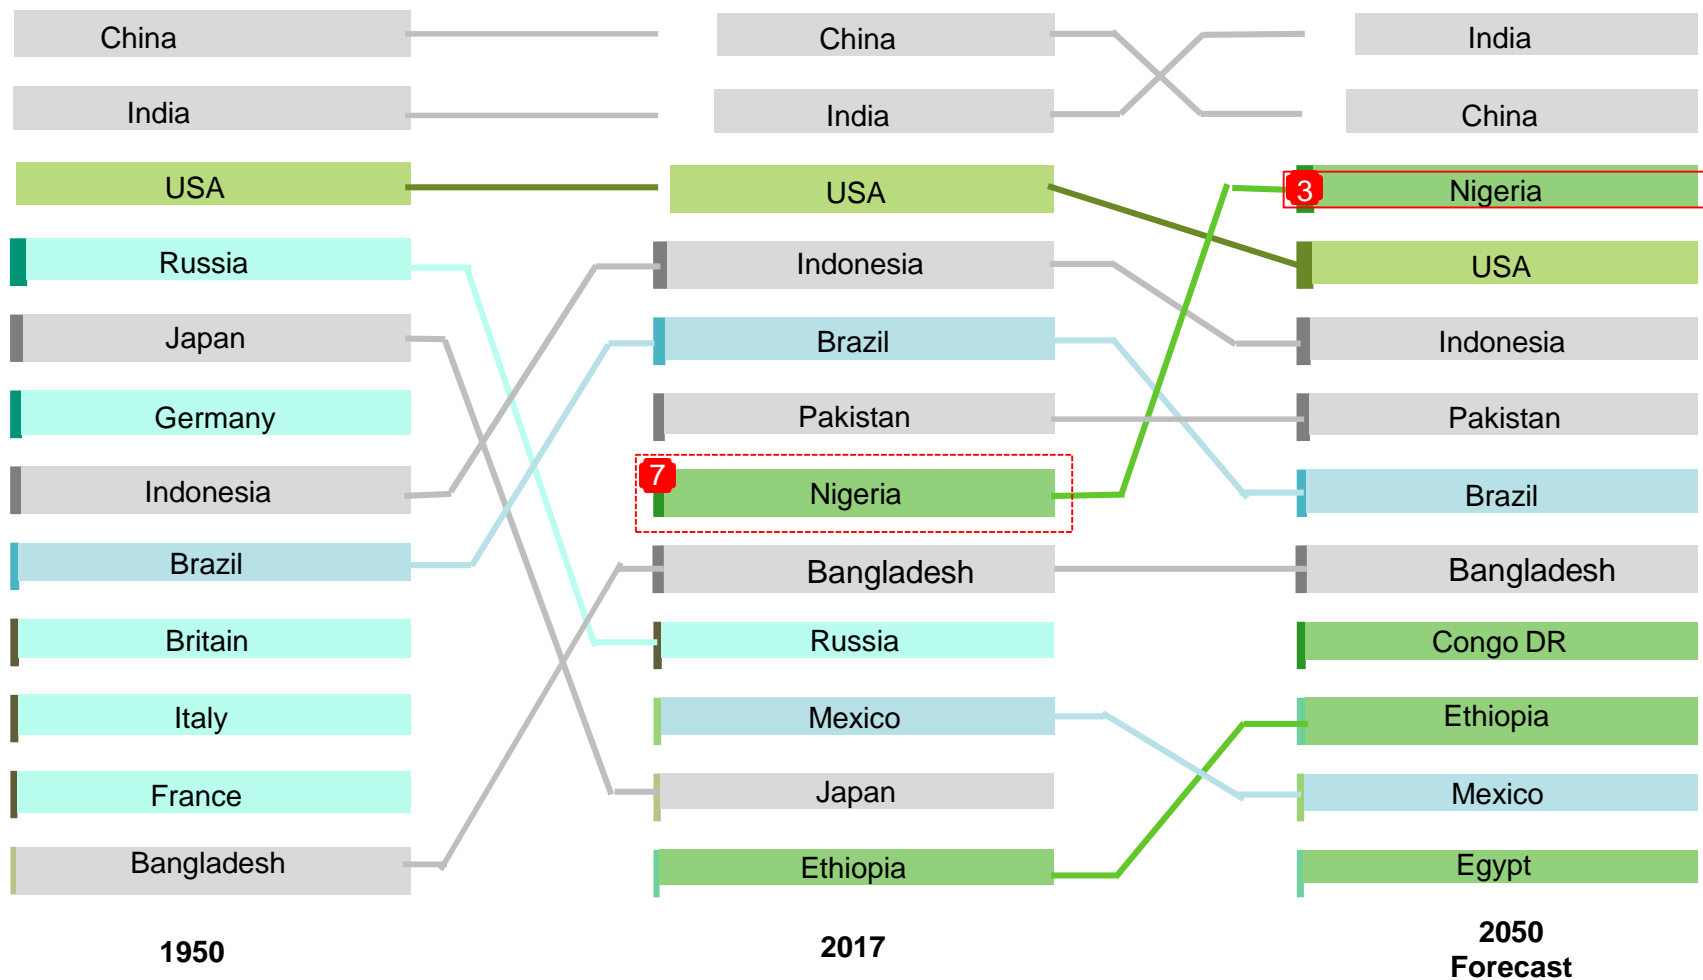 China
India
USA
Russia
Japan
Germany
Indonesia
Brazil
Britain
Italy
France
Bangladesh
1950
China
India
USA
Indonesia
Brazil
Pakistan
7
Nigeria
Bangladesh
Russia
Mexico
Japan
Ethiopia
2017
India
China
3
Nigeria
USA
Indonesia
Pakistan
Brazil
Bangladesh
Congo DR
Ethiopia
Mexico
Egypt
2050
Forecast